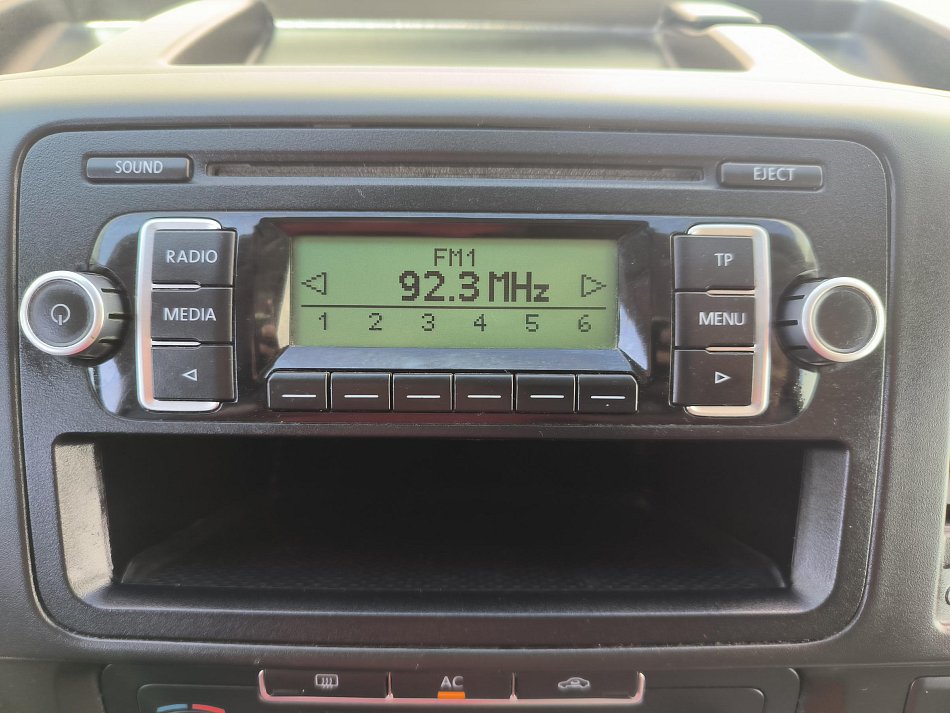 SOUND
EJECT
RADIO
MEDIA
FM1
92.3 MHz
1 2 3 4 5 6
TP
MENU
AC